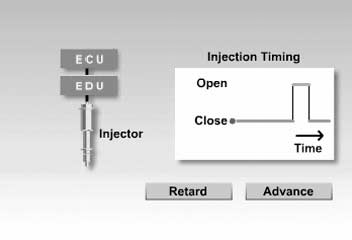 ECU
EDU
Injector
Injection Timing
Open
Close
Time
Retard
Advance